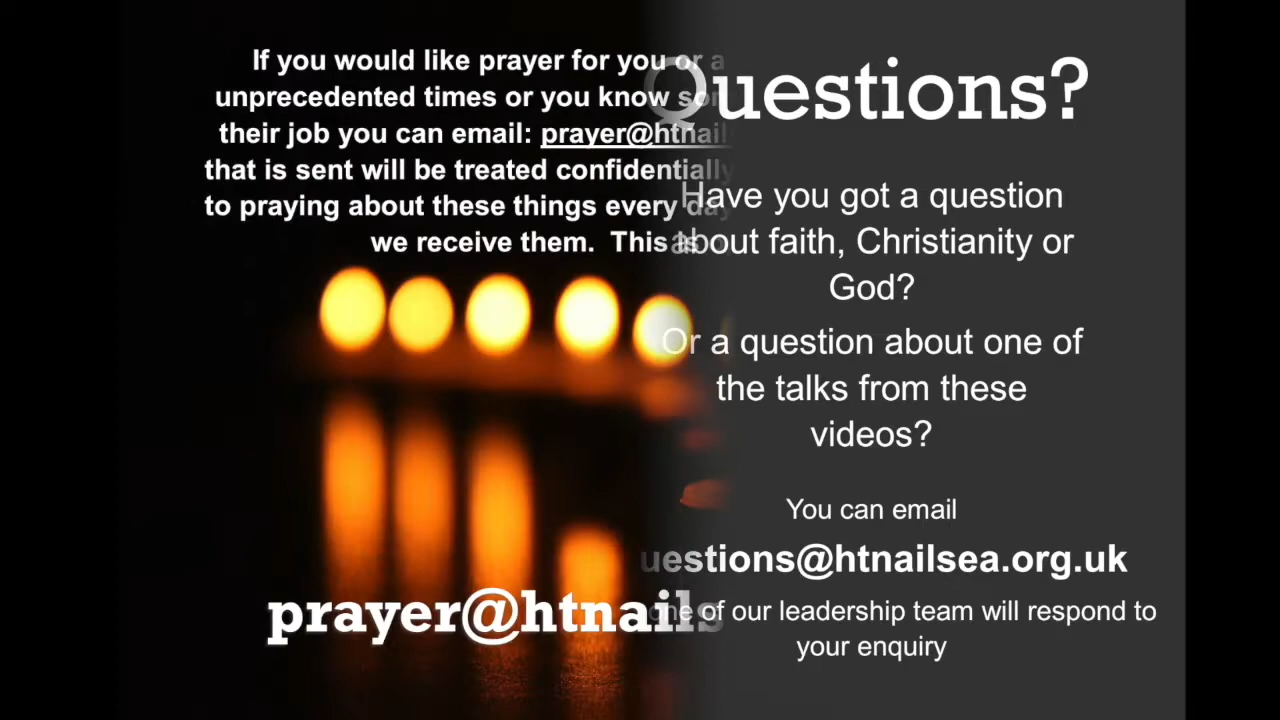 If you would like prayer for you or a
unprecedented times or you know
their job you can email: prayer@htnail
that is sent will be treated confidentially
to praying about these things every day
we receive them. This is
prayer@htnails
Questions?
Have you got a question
about faith, Christianity or
God?
Or a question about one of
the talks from these
videos?
You can email
uestions@htnailsea.org.uk
one of our leadership team will respond to
your enquiry